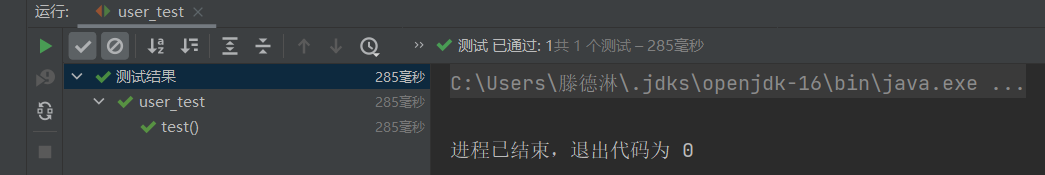 运行: user_test
测试 已通过: 1共 1 个测试 – 285毫秒
测试结果 285毫秒
user_test 285毫秒
test() 285毫秒
C:\Users\滕德淋\.jdks\openjdk-16\bin\java.exe ...
进程已结束，退出代码为 0